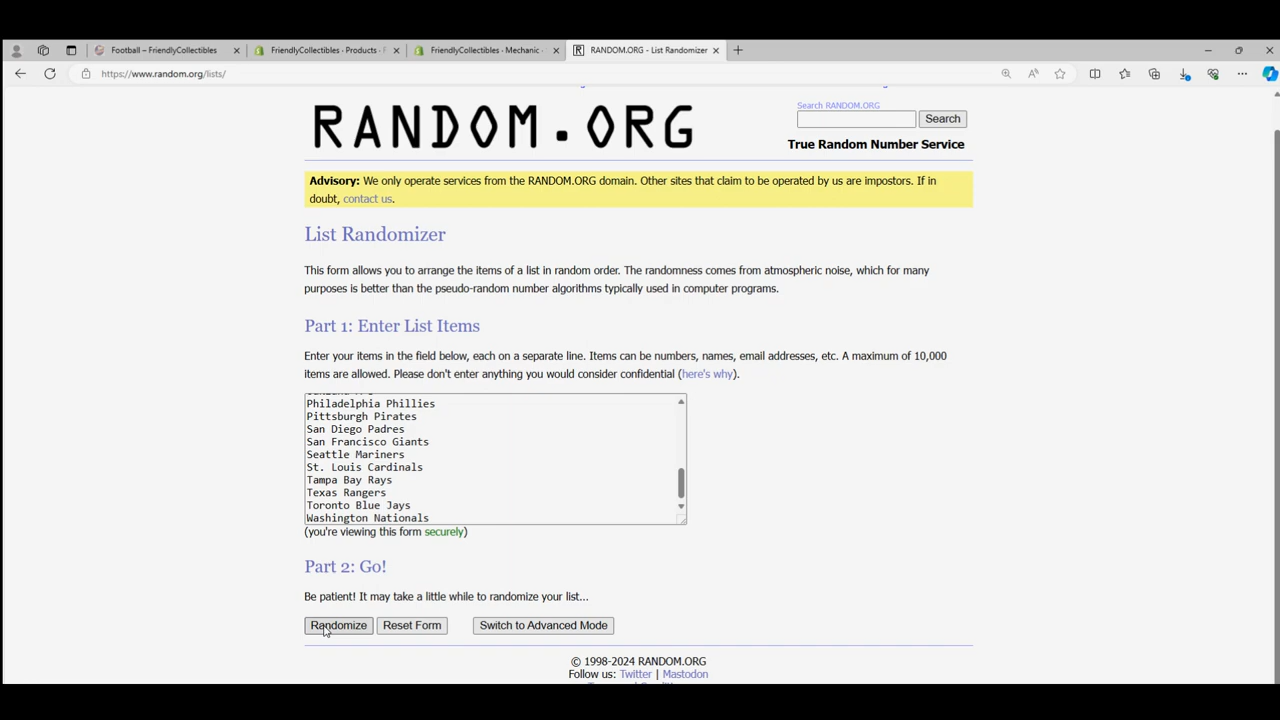 Football – FriendlyCollectibles
FriendlyCollectibles · Products · F
FriendlyCollectibles · Mechanic ·
RANDOM.ORG - List Randomizer
https://www.random.org/lists/
RANDOM.ORG
Search RANDOM.ORG
Search
True Random Number Service
Advisory: We only operate services from the RANDOM.ORG domain. Other sites that claim to be operated by us are impostors. If in
doubt, contact us.
List Randomizer
This form allows you to arrange the items of a list in random order. The randomness comes from atmospheric noise, which for many
purposes is better than the pseudo-random number algorithms typically used in computer programs.
Part 1: Enter List Items
Enter your items in the field below, each on a separate line. Items can be numbers, names, email addresses, etc. A maximum of 10,000
items are allowed. Please don't enter anything you would consider confidential (here's why).
Philadelphia Phillies
Pittsburgh Pirates
San Diego Padres
San Francisco Giants
Seattle Mariners
St. Louis Cardinals
Tampa Bay Rays
Texas Rangers
Toronto Blue Jays
Washington Nationals
(you're viewing this form securely)
Part 2: Go!
Be patient! It may take a little while to randomize your list...
Randomize
Reset Form
Switch to Advanced Mode
© 1998-2024 RANDOM.ORG
Follow us: Twitter | Mastodon